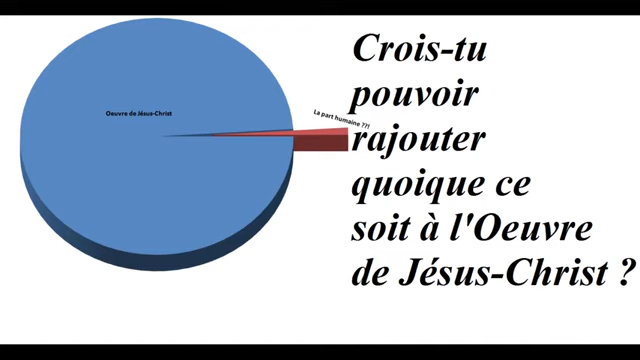 Oeuvre de Jésus-Christ
La part humaine ??!
Crois-tu
pouvoir
rajouter
quoique ce
soit à l'Oeuvre
de Jésus-Christ ?